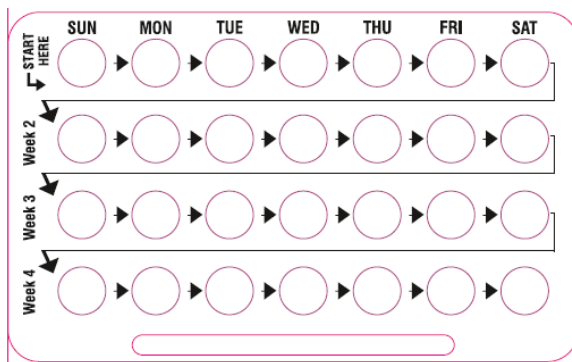 SUN MON TUE WED THU FRI SAT
START
HERE
Week 2
Week 3
Week 4